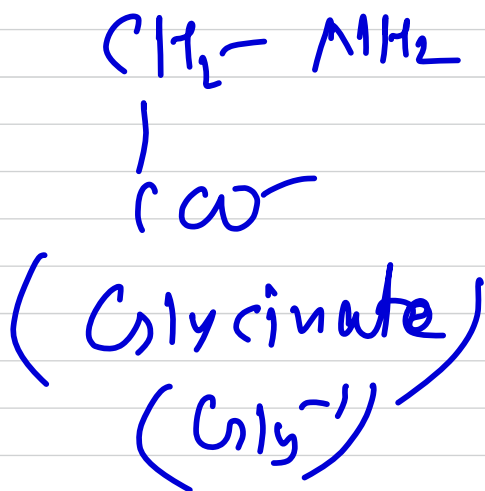 CH₂– NH₂
|
COO⁻
(Glycinate)
(Gly⁻¹)